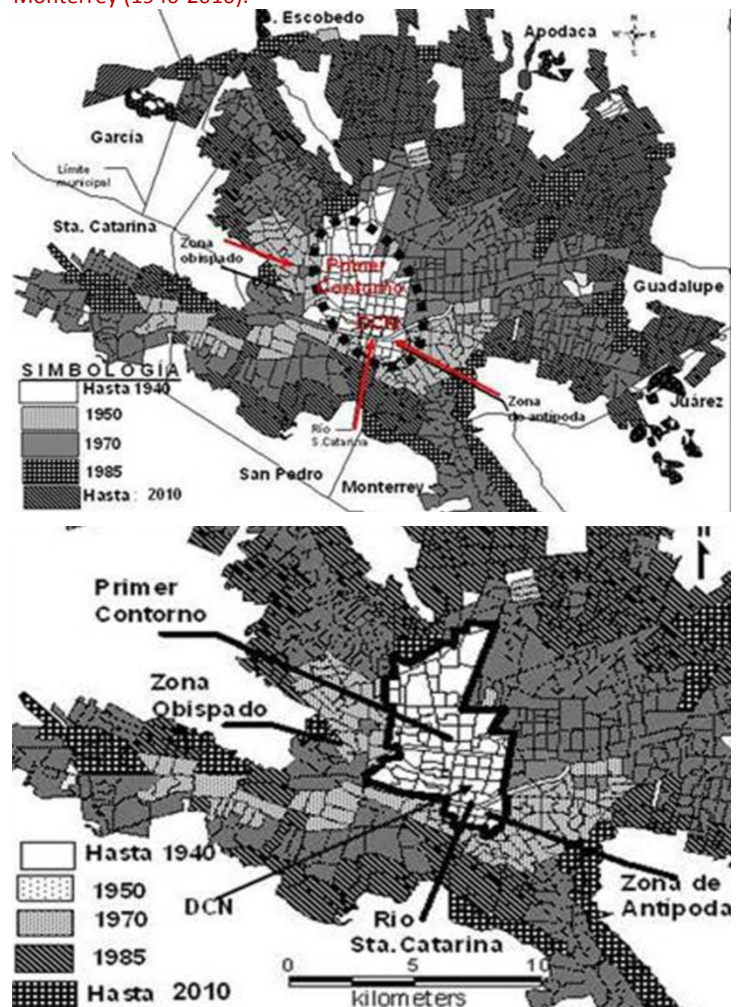 Monterrey (1940-2010).
. Escobedo
Apodaca
N
W E
S
García
Límite
municipal
Sta. Catarina
Zona
obispado
Primer
Contorno
DCN
Guadalupe
SIMBOLOGÍA
Hasta 1940
1950
1970
1985
Hasta : 2010
Río
S.Catarina
Zona
de antípoda
Juárez
San Pedro
Monterrey
Primer
Contorno
Zona
Obispado
Hasta 1940
1950
1970
1985
Hasta 2010
DCN
Rio
Sta. Catarina
Zona de
Antípoda
0 5 10
kilometers